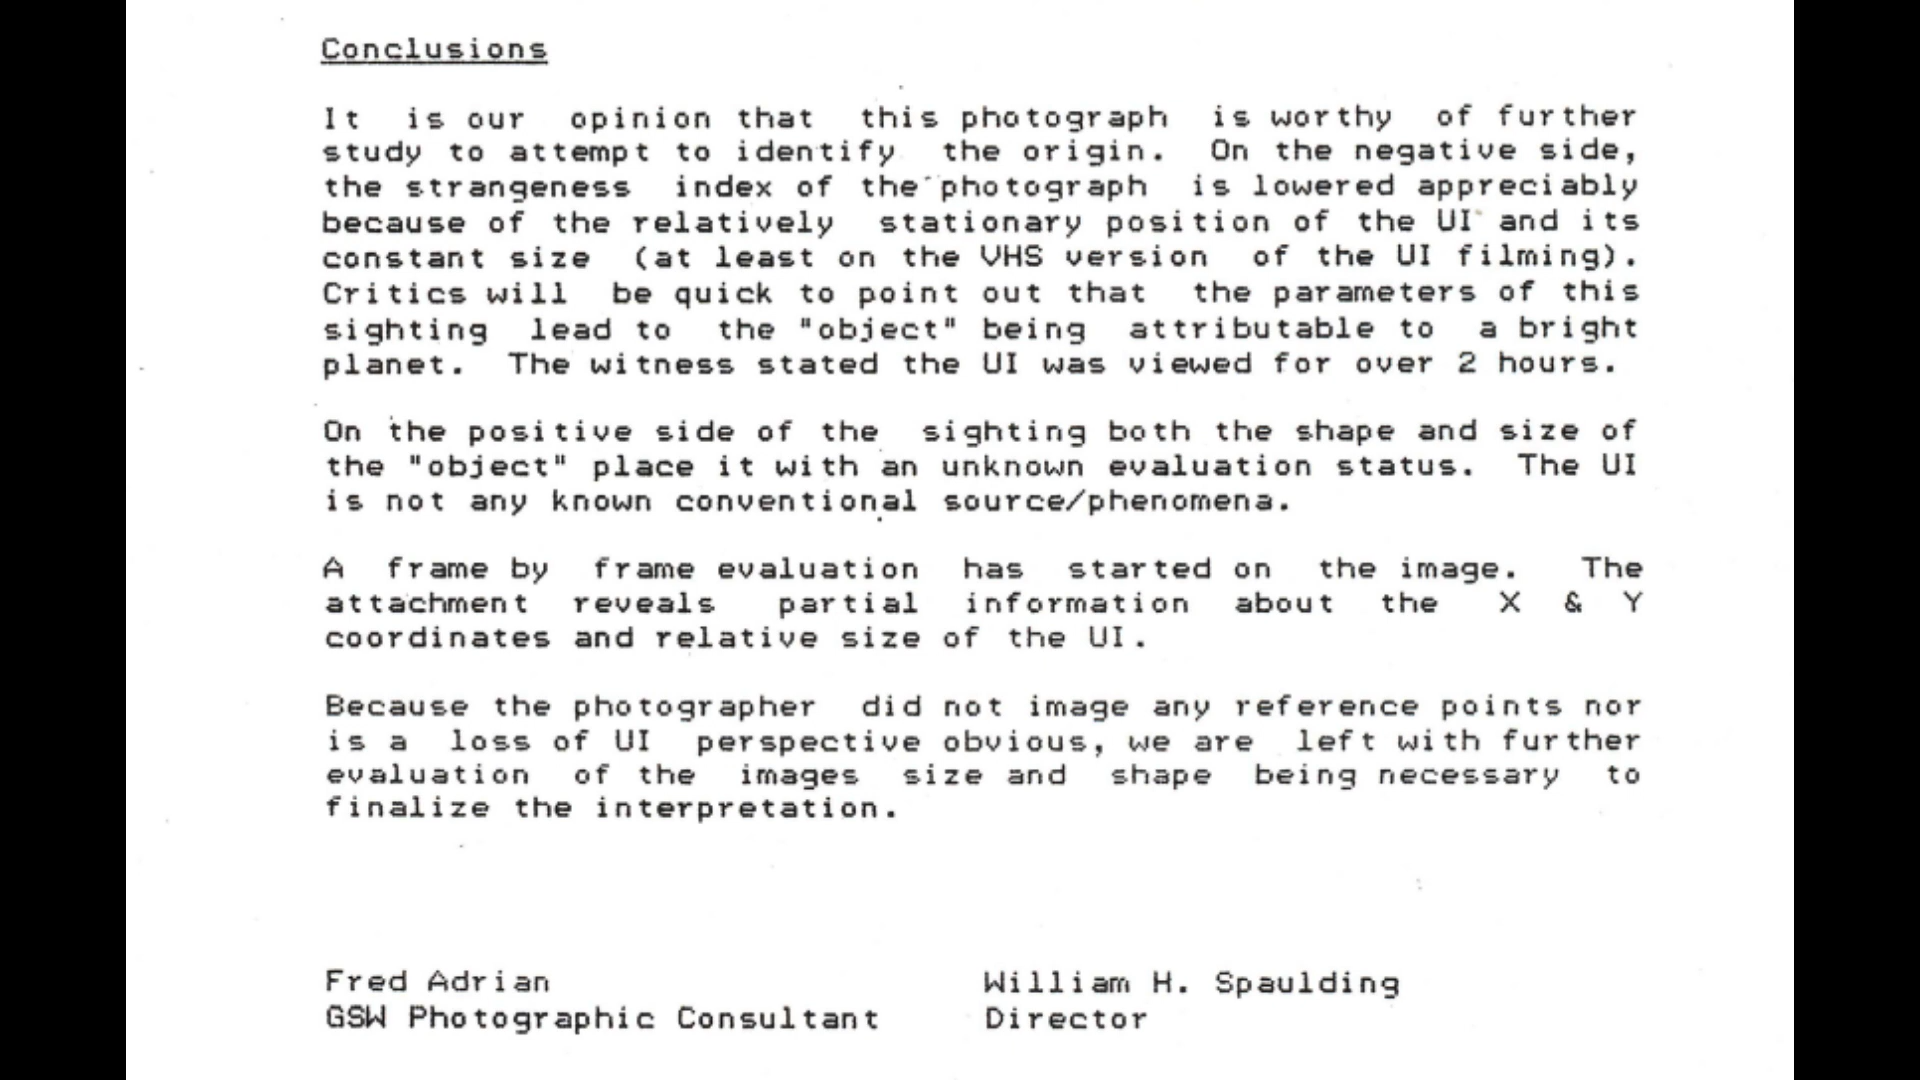 Conclusions
It is our opinion that this photograph is worthy of further
study to attempt to identify the origin. On the negative side,
the strangeness index of the photograph is lowered appreciably
because of the relatively stationary position of the UI and its
constant size (at least on the VHS version of the UI filming).
Critics will be quick to point out that the parameters of this
sighting lead to the "object" being attributable to a bright
planet. The witness stated the UI was viewed for over 2 hours.
On the positive side of the sighting both the shape and size of
the "object" place it with an unknown evaluation status. The UI
is not any known conventional source/phenomena.
A frame by frame evaluation has started on the image. The
attachment reveals partial information about the X & Y
coordinates and relative size of the UI.
Because the photographer did not image any reference points nor
is a loss of UI perspective obvious, we are left with further
evaluation of the images size and shape being necessary to
finalize the interpretation.
Fred Adrian William H. Spaulding
GSW Photographic Consultant Director